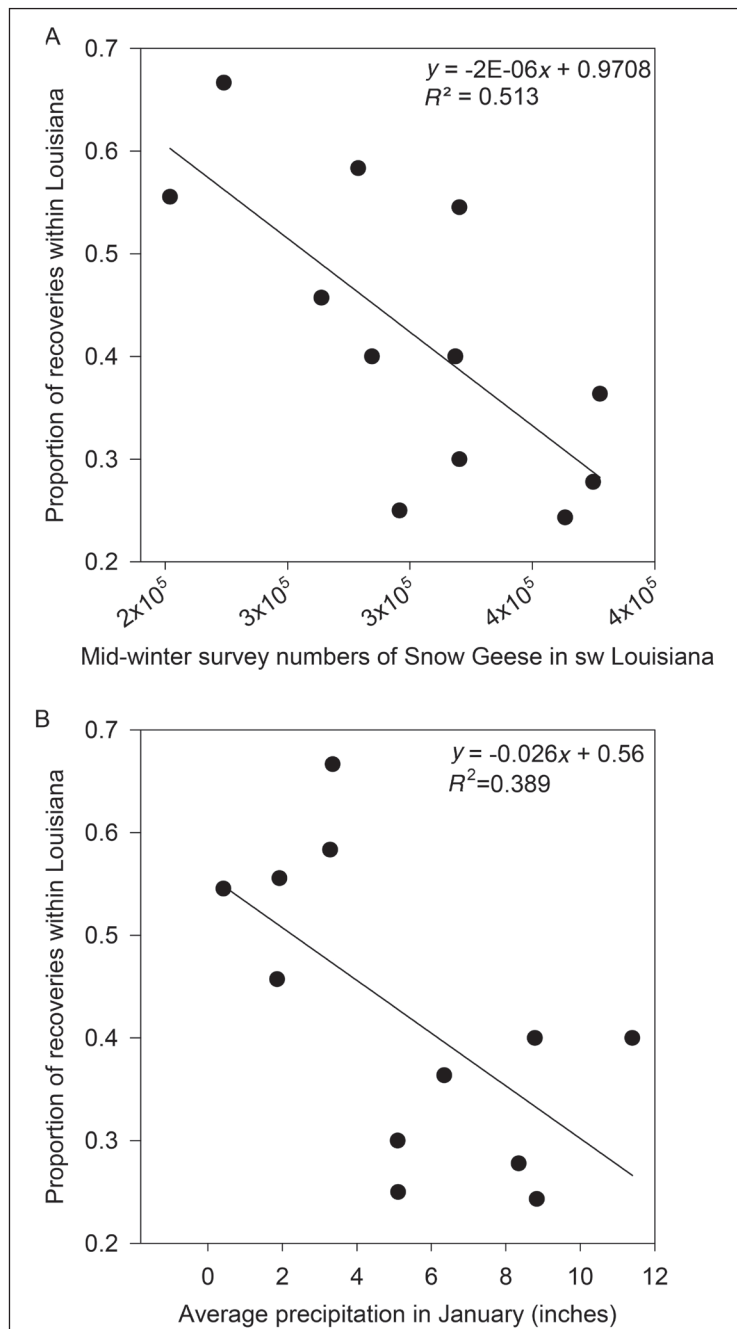 A
y = -2E-06x + 0.9708
R² = 0.513
Proportion of recoveries within Louisiana
0.7
0.6
0.5
0.4
0.3
0.2
2x10⁵
3x10⁵
3x10⁵
4x10⁵
4x10⁵
Mid-winter survey numbers of Snow Geese in sw Louisiana
B
y = -0.026x + 0.56
R²=0.389
Proportion of recoveries within Louisiana
0.7
0.6
0.5
0.4
0.3
0.2
0 2 4 6 8 10 12
Average precipitation in January (inches)